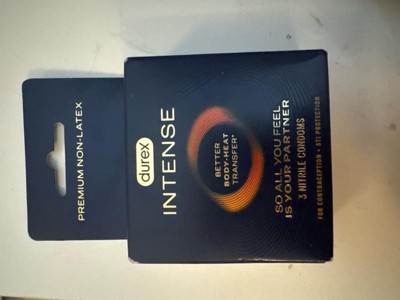 PREMIUM NON-LATEX
durex
INTENSE
BETTER
BODY-HEAT
TRANSFER*
SO ALL YOU FEEL
IS YOUR PARTNER
3 NITRILE CONDOMS
FOR CONTRACEPTION + STI PROTECTION